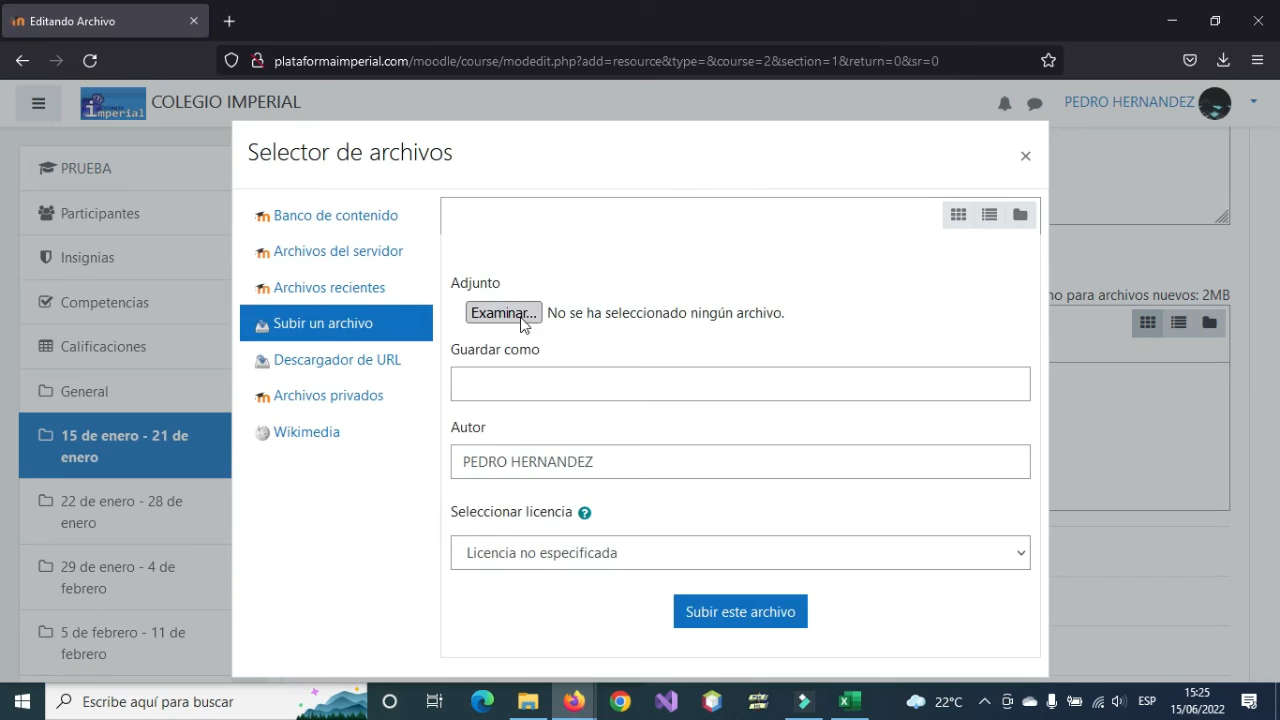 Editando Archivo
plataformaimperial.com/moodle/course/modedit.php?add=resource&type=&course=2&section=1&return=0&sr=0
COLEGIO IMPERIAL
PEDRO HERNANDEZ
PRUEBA
Participantes
Insignias
Competencias
Calificaciones
General
15 de enero - 21 de
enero
22 de enero - 28 de
enero
29 de enero - 4 de
febrero
5 de febrero - 11 de
febrero
Selector de archivos
Banco de contenido
Archivos del servidor
Archivos recientes
Subir un archivo
Descargador de URL
Archivos privados
Wikimedia
Adjunto
Examinar... No se ha seleccionado ningún archivo.
Guardar como
Autor
PEDRO HERNANDEZ
Seleccionar licencia
Licencia no especificada
Subir este archivo
no para archivos nuevos: 2MB
Escribe aquí para buscar
22°C
ESP
15:25
15/06/2022